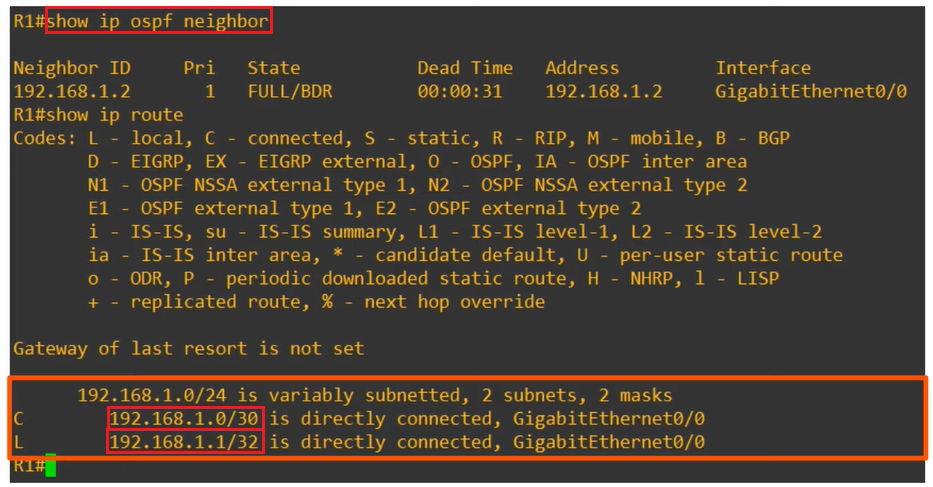 R1#show ip ospf neighbor
Neighbor ID     Pri   State           Dead Time   Address         Interface
192.168.1.2       1   FULL/BDR        00:00:31    192.168.1.2     GigabitEthernet0/0
R1#show ip route
Codes: L - local, C - connected, S - static, R - RIP, M - mobile, B - BGP
D - EIGRP, EX - EIGRP external, O - OSPF, IA - OSPF inter area
N1 - OSPF NSSA external type 1, N2 - OSPF NSSA external type 2
E1 - OSPF external type 1, E2 - OSPF external type 2
i - IS-IS, su - IS-IS summary, L1 - IS-IS level-1, L2 - IS-IS level-2
ia - IS-IS inter area, * - candidate default, U - per-user static route
o - ODR, P - periodic downloaded static route, H - NHRP, l - LISP
+ - replicated route, % - next hop override
Gateway of last resort is not set
192.168.1.0/24 is variably subnetted, 2 subnets, 2 masks
C        192.168.1.0/30 is directly connected, GigabitEthernet0/0
L        192.168.1.1/32 is directly connected, GigabitEthernet0/0
R1#